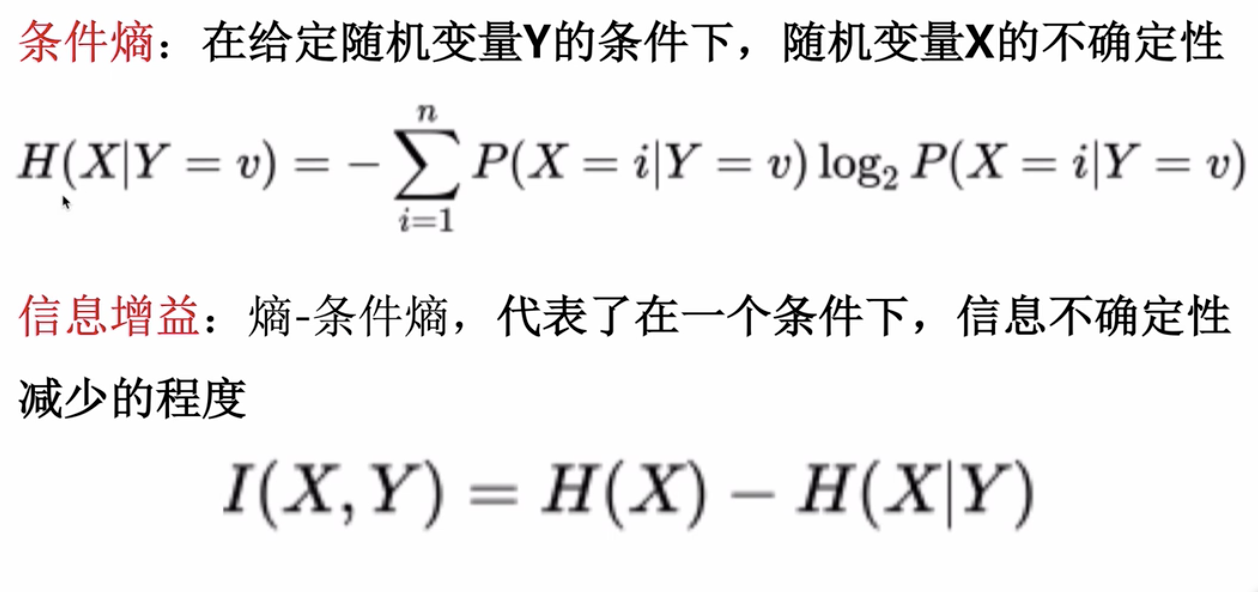 条件熵：在给定随机变量Y的条件下，随机变量X的不确定性
H(X|Y = v) = − \sum_{i=1}^{n} P(X = i|Y = v) log₂ P(X = i|Y = v)
信息增益：熵-条件熵，代表了在一个条件下，信息不确定性
减少的程度
I(X, Y) = H(X) − H(X|Y)